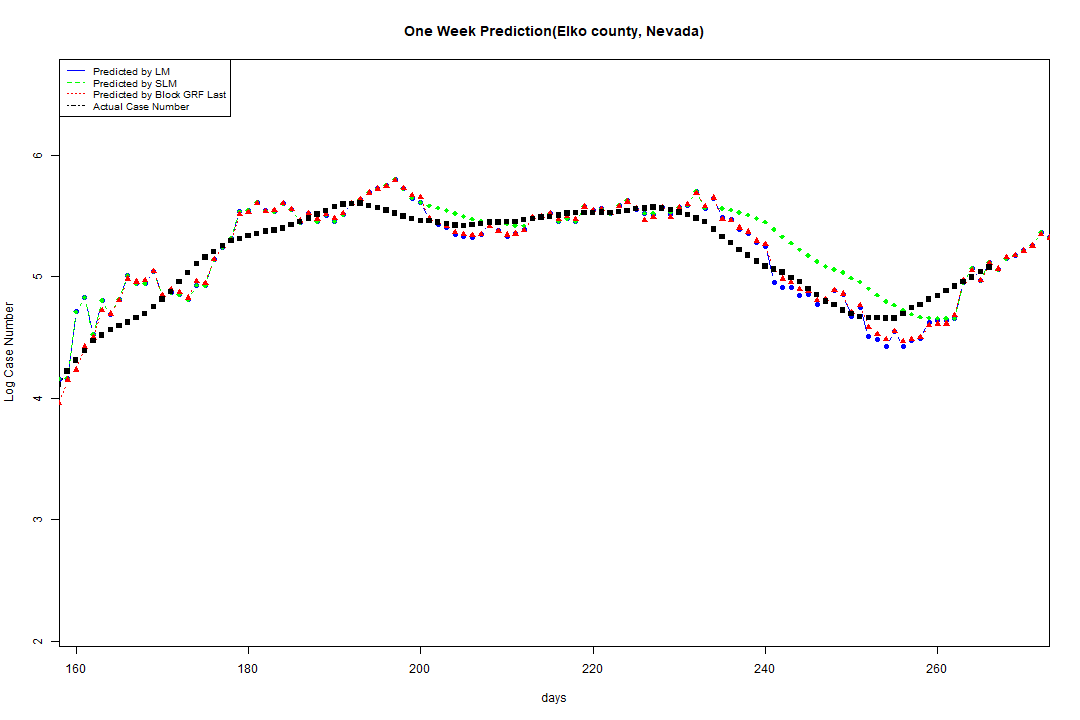 One Week Prediction(Elko county, Nevada)
Predicted by LM
Predicted by SLM
Predicted by Block GRF Last
Actual Case Number
6
5
4
3
2
Log Case Number
160 180 200 220 240 260
days